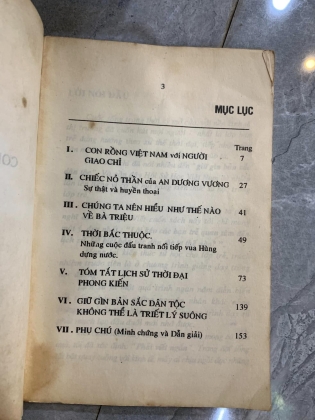 3
MỤC LỤC
Trang
I. CON RỒNG VIỆT NAM với NGƯỜI 7
GIAO CHỈ
II. CHIẾC NỎ THẦN của AN DƯƠNG VƯƠNG 27
Sự thật và huyền thoại
III. CHÚNG TA NÊN HIỂU NHƯ THẾ NÀO 41
VỀ BÀ TRIỆU
IV. THỜI BẮC THUỘC. 49
Những cuộc đấu tranh nối tiếp vua Hùng
dựng nước.
V. TÓM TẮT LỊCH SỬ THỜI ĐẠI 73
PHONG KIẾN
VI. GIỮ GÌN BẢN SẮC DÂN TỘC 139
KHÔNG THỂ LÀ TRIẾT LÝ SUÔNG
VII. PHỤ CHÚ (Minh chứng và Dẫn giải) 153